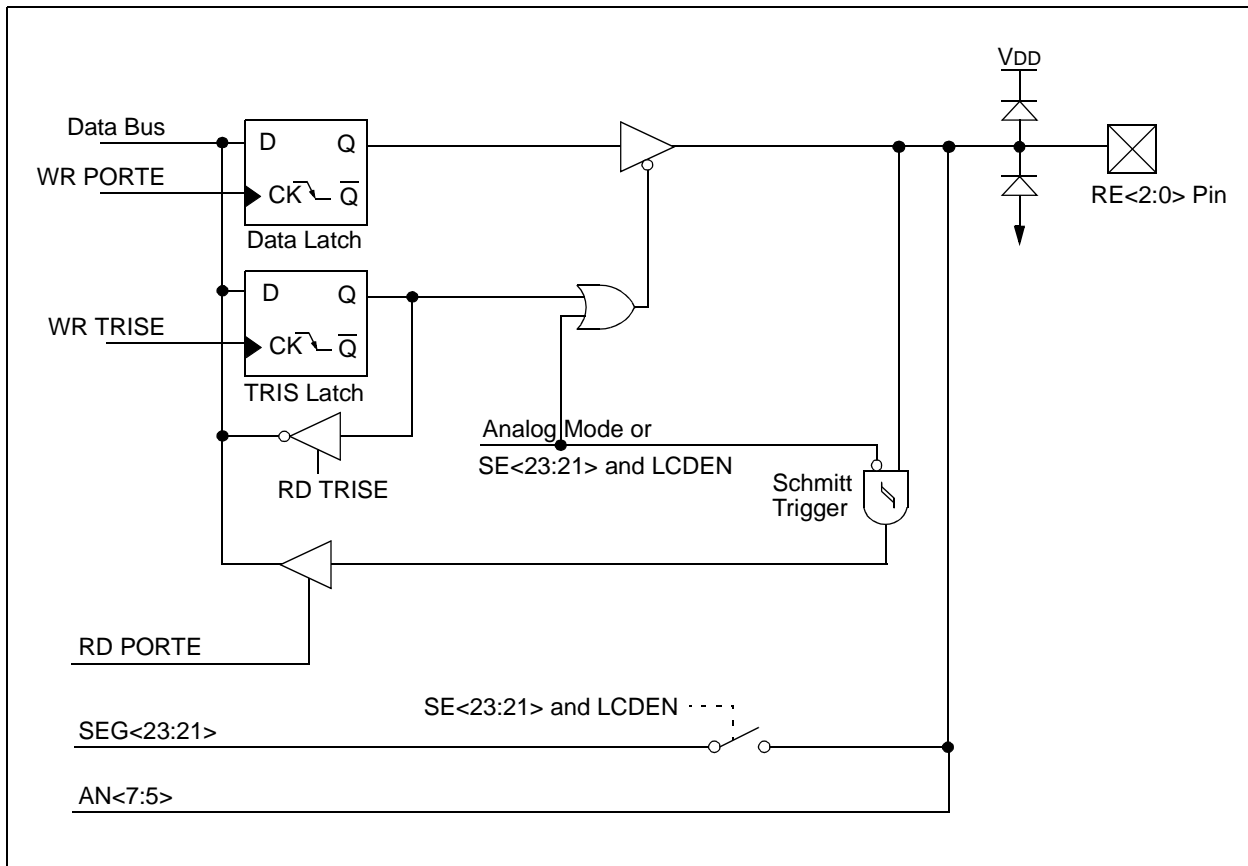 VDD
Data Bus
D Q
WR PORTE
CK Q
RE<2:0> Pin
Data Latch
D Q
WR TRISE
CK Q
TRIS Latch
Analog Mode or
SE<23:21> and LCDEN
RD TRISE
Schmitt
Trigger
RD PORTE
SE<23:21> and LCDEN
SEG<23:21>
AN<7:5>